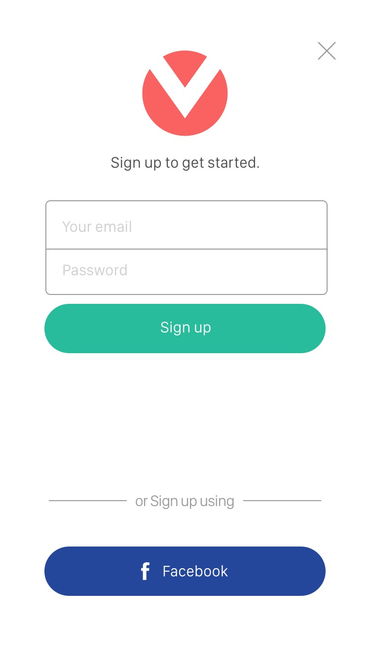 Sign up to get started.
Your email
Password
Sign up
or Sign up using
f Facebook